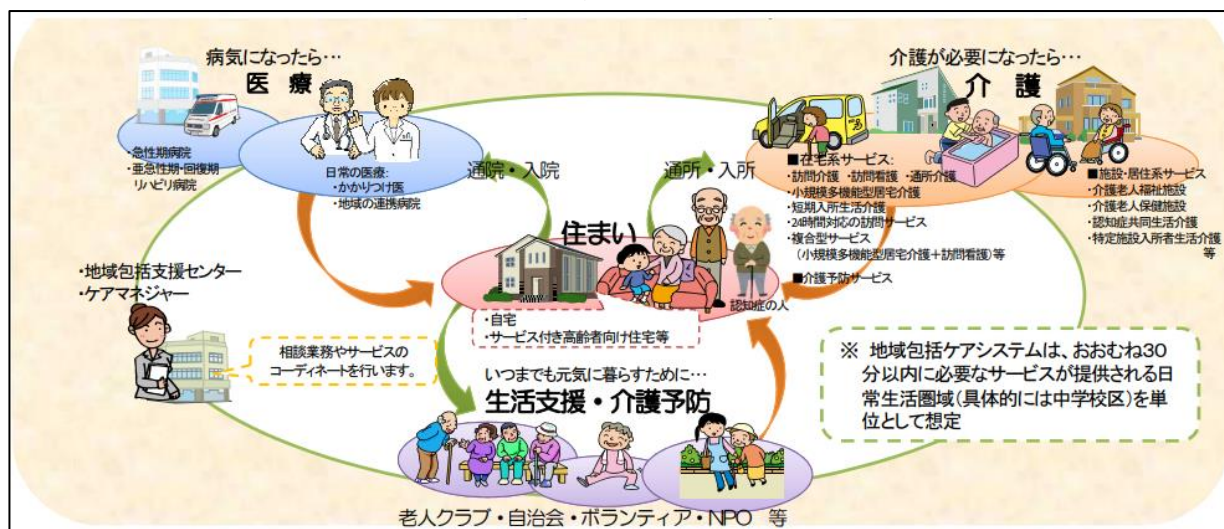 病気になったら…
医 療
・急性期病院
・亜急性期・回復期
リハビリ病院
日常の医療：
・かかりつけ医
・地域の連携病院
通院・入院
通所・入所
介護が必要になったら…
介 護
■在宅系サービス：
・訪問介護 ・訪問看護 ・通所介護
・小規模多機能型居宅介護
・短期入所生活介護
・24時間対応の訪問サービス
・複合型サービス
（小規模多機能型居宅介護＋訪問看護）等
■介護予防サービス
■施設・居住系サービス
・介護老人福祉施設
・介護老人保健施設
・認知症共同生活介護
・特定施設入所者生活介護
等
住まい
認知症の人
・自宅
・サービス付き高齢者向け住宅等
・地域包括支援センター
・ケアマネジャー
相談業務やサービスの
コーディネートを行います。
いつまでも元気に暮らすために…
生活支援・介護予防
老人クラブ・自治会・ボランティア・NPO 等
※ 地域包括ケアシステムは、おおむね30
分以内に必要なサービスが提供される日
常生活圏域（具体的には中学校区）を単
位として想定